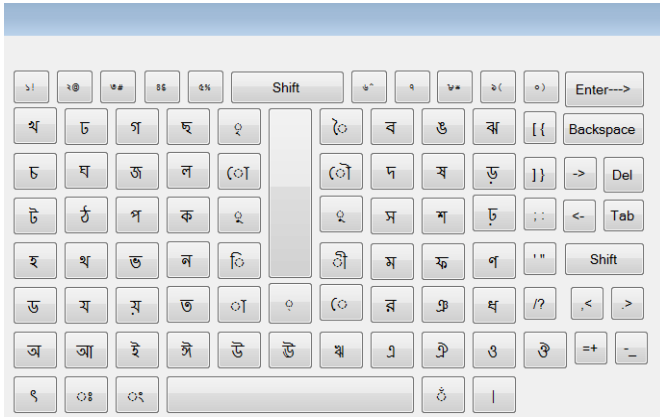 ১! ২@ ৩# ৪$ ৫% Shift ৬^ ৭ ৮* ৯( ০) Enter--->
খ ঢ গ ছ ৃ ৈ ব ঙ ঝ [ { Backspace
চ ঘ জ ল ো ৌ দ ষ ড় ] } -> Del
ট ঠ প ক ূ ু স শ ঢ় ; : <- Tab
হ থ ভ ন ি ী ম ফ ণ ' " Shift
ড য য় ত া ্ ে র ঞ ধ /? ,< .>
অ আ ই ঈ উ ঊ ঋ এ ঐ ও ঔ =+ -_
ৎ ঃ ং ঁ ।